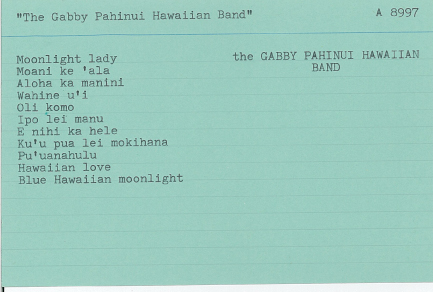 "The Gabby Pahinui Hawaiian Band"
A 8997
Moonlight lady
Moani ke 'ala
Aloha ka manini
Wahine u'i
Oli komo
Ipo lei manu
E nihi ka hele
Ku'u pua lei mokihana
Pu'uanahulu
Hawaiian love
Blue Hawaiian moonlight
the GABBY PAHINUI HAWAIIAN
BAND